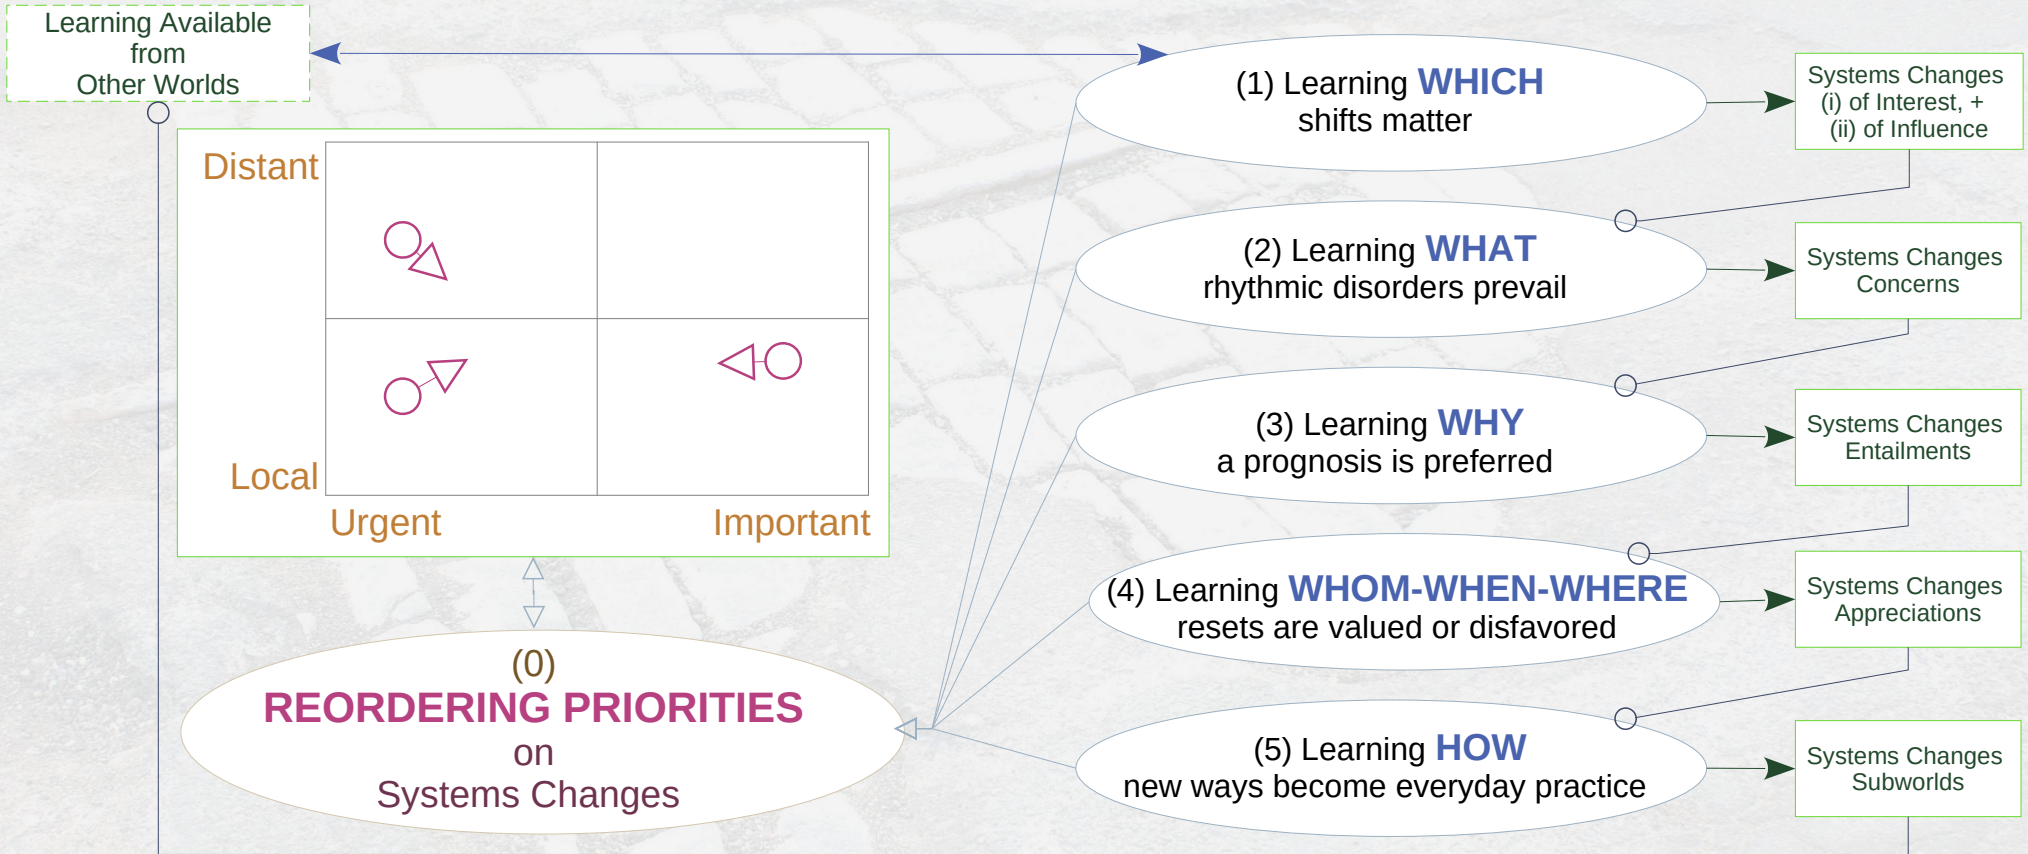 Learning Available
from
Other Worlds
Distant
Local
Urgent
Important
(0)
REORDERING PRIORITIES
on
Systems Changes
(1) Learning WHICH
shifts matter
Systems Changes
(i) of Interest, +
(ii) of Influence
(2) Learning WHAT
rhythmic disorders prevail
Systems Changes
Concerns
(3) Learning WHY
a prognosis is preferred
Systems Changes
Entailments
(4) Learning WHOM-WHEN-WHERE
resets are valued or disfavored
Systems Changes
Appreciations
(5) Learning HOW
new ways become everyday practice
Systems Changes
Subworlds